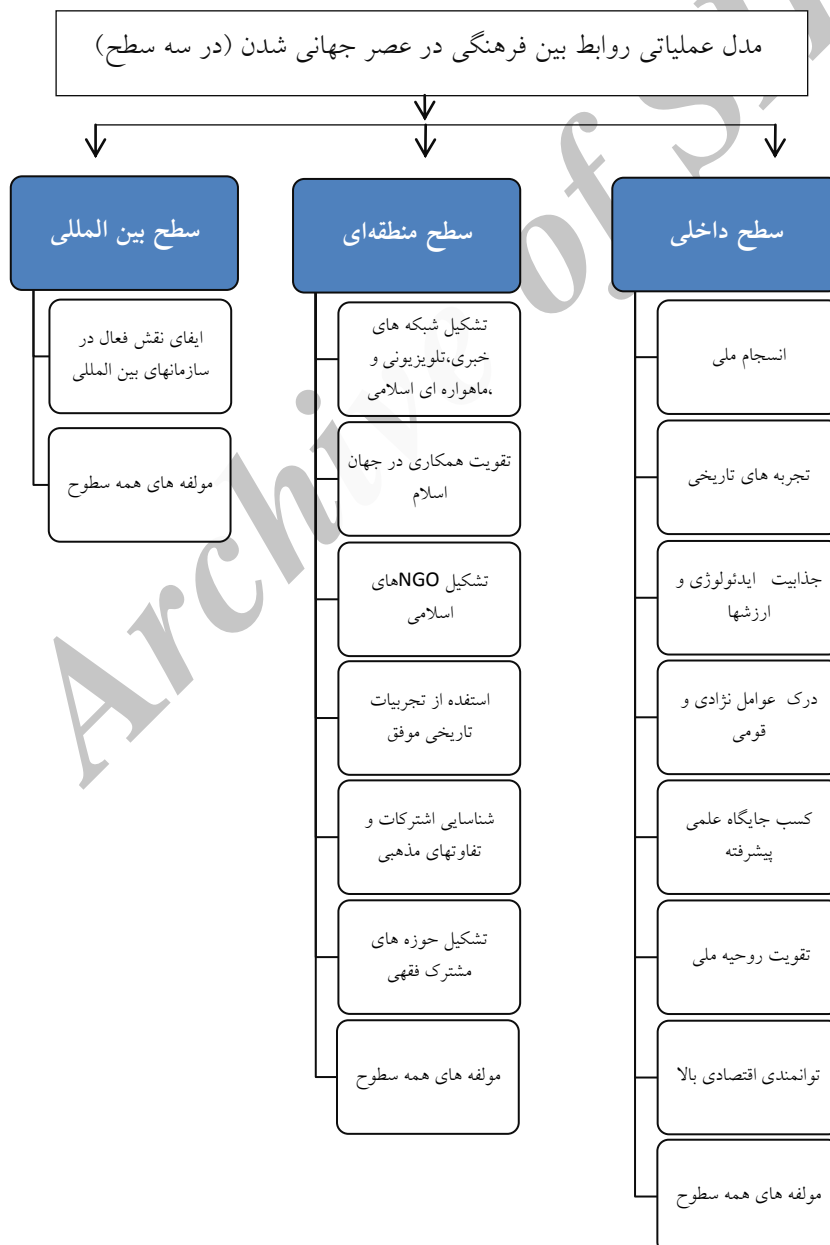 مدل عملیاتی روابط بین فرهنگی در عصر جهانی شدن (در سه سطح)
سطح داخلی
انسجام ملی
تجربه های تاریخی
جذابیت ایدئولوژی و
ارزشها
درک عوامل نژادی و
قومی
کسب جایگاه علمی
پیشرفته
تقویت روحیه ملی
توانمندی اقتصادی بالا
مولفه های همه سطوح
سطح منطقه‌ای
تشکیل شبکه های
خبری،تلویزیونی و
،ماهواره ای اسلامی
تقویت همکاری در جهان
اسلام
تشکیل NGOهای
اسلامی
استفده از تجربیات
تاریخی موفق
شناسایی اشترکات و
تفاوتهای مذهبی
تشکیل حوزه های
مشترک فقهی
مولفه های همه سطوح
سطح بین المللی
ایفای نقش فعال در
سازمانهای بین المللی
مولفه های همه سطوح
Archive of